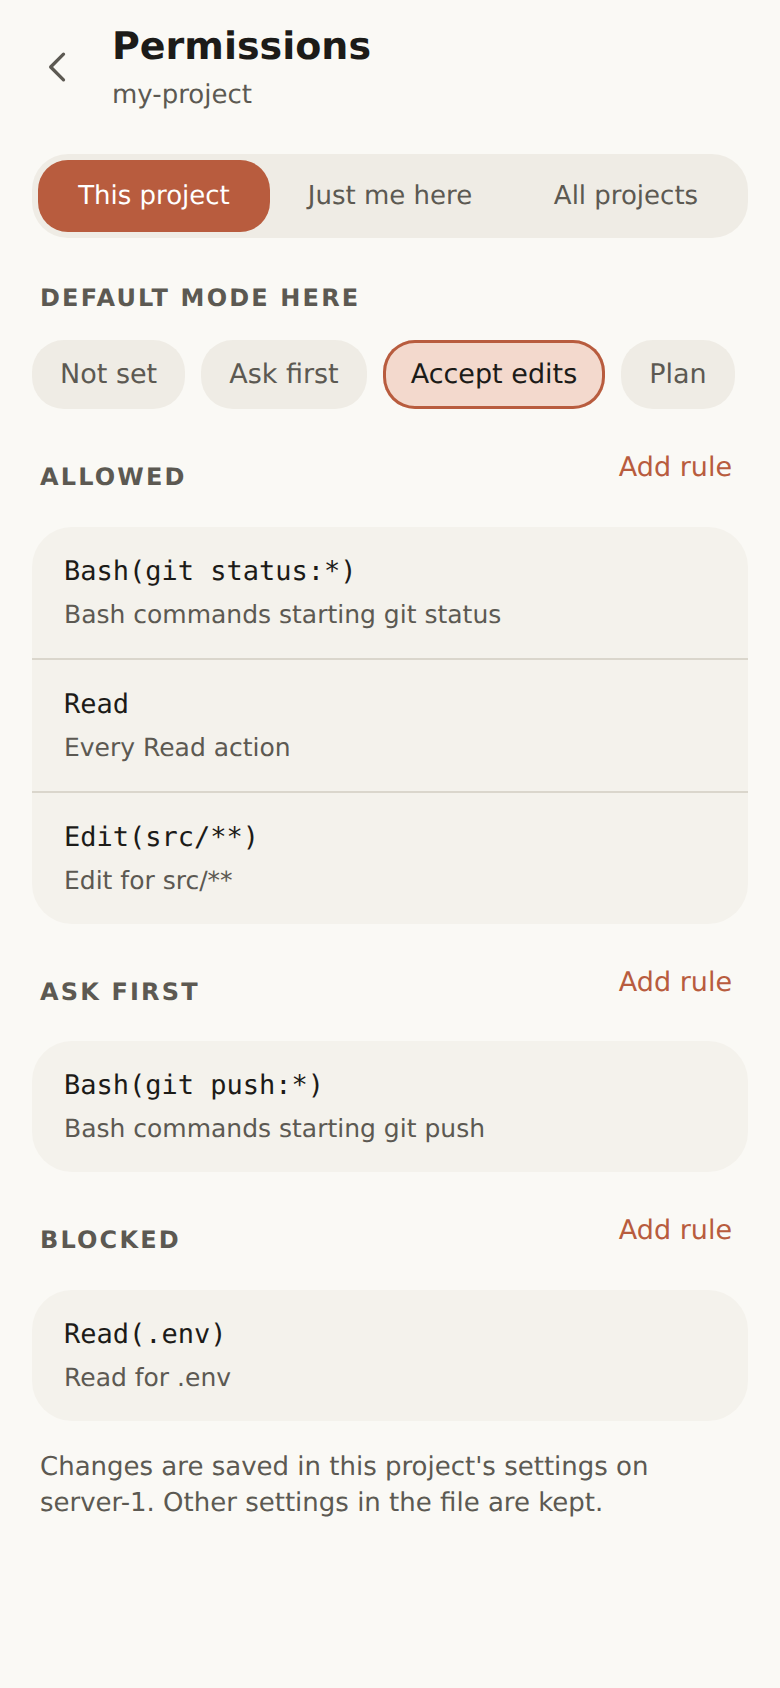 Permissions
my-project
This project
Just me here
All projects
DEFAULT MODE HERE
Not set
Ask first
Accept edits
Plan
ALLOWED
Add rule
Bash(git status:*)
Bash commands starting git status
Read
Every Read action
Edit(src/**)
Edit for src/**
ASK FIRST
Add rule
Bash(git push:*)
Bash commands starting git push
BLOCKED
Add rule
Read(.env)
Read for .env
Changes are saved in this project's settings on
server-1. Other settings in the file are kept.